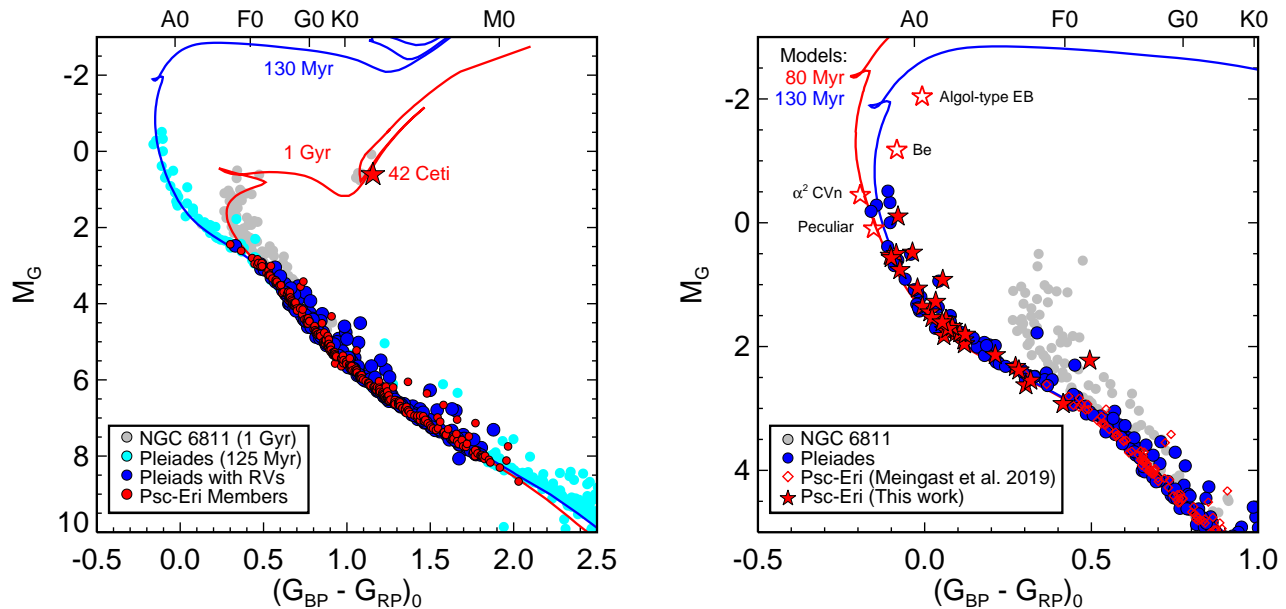 A0 F0 G0 K0 M0
-2
0
2
4
6
8
10
M_G
130 Myr
1 Gyr
42 Ceti
NGC 6811 (1 Gyr)
Pleiades (125 Myr)
Pleiads with RVs
Psc-Eri Members
-0.5 0.0 0.5 1.0 1.5 2.0 2.5
(G_BP - G_RP)_0
A0 F0 G0 K0
-2
0
2
4
M_G
Models:
80 Myr
130 Myr
Algol-type EB
Be
α² CVn
Peculiar
NGC 6811
Pleiades
Psc-Eri (Meingast et al. 2019)
Psc-Eri (This work)
-0.5 0.0 0.5 1.0
(G_BP - G_RP)_0